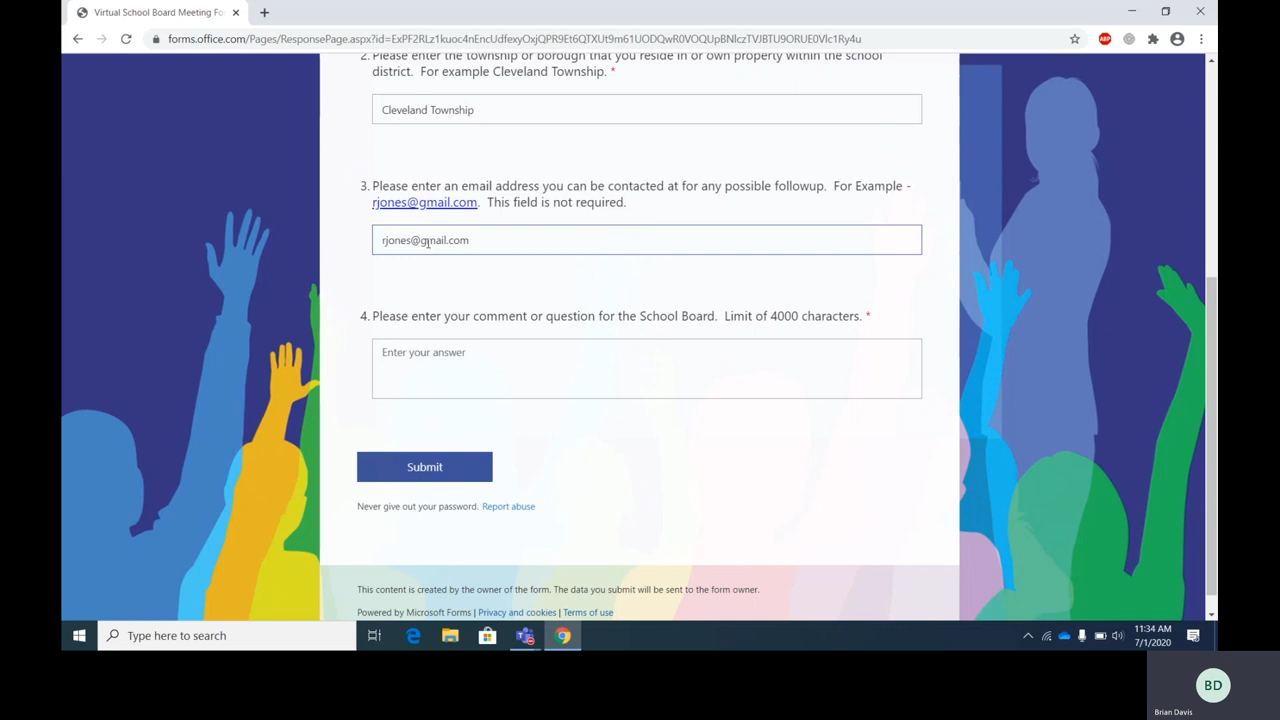 Virtual School Board Meeting Fo
forms.office.com/Pages/ResponsePage.aspx?id=ExPF2RLz1kuoc4nEncUdfexyOxjQPR9Et6QTXUt9m61UODQwR0VOQUpBNlczTVJBTU9ORUE0Vlc1Ry4u
ABP
2. Please enter the township or borough that you reside in or own property within the school
district. For example Cleveland Township. *
Cleveland Township
3. Please enter an email address you can be contacted at for any possible followup. For Example -
rjones@gmail.com. This field is not required.
rjones@gmail.com
4. Please enter your comment or question for the School Board. Limit of 4000 characters. *
Enter your answer
Submit
Never give out your password. Report abuse
This content is created by the owner of the form. The data you submit will be sent to the form owner.
Powered by Microsoft Forms | Privacy and cookies | Terms of use
Type here to search
11:34 AM
7/1/2020
BD
Brian Davis